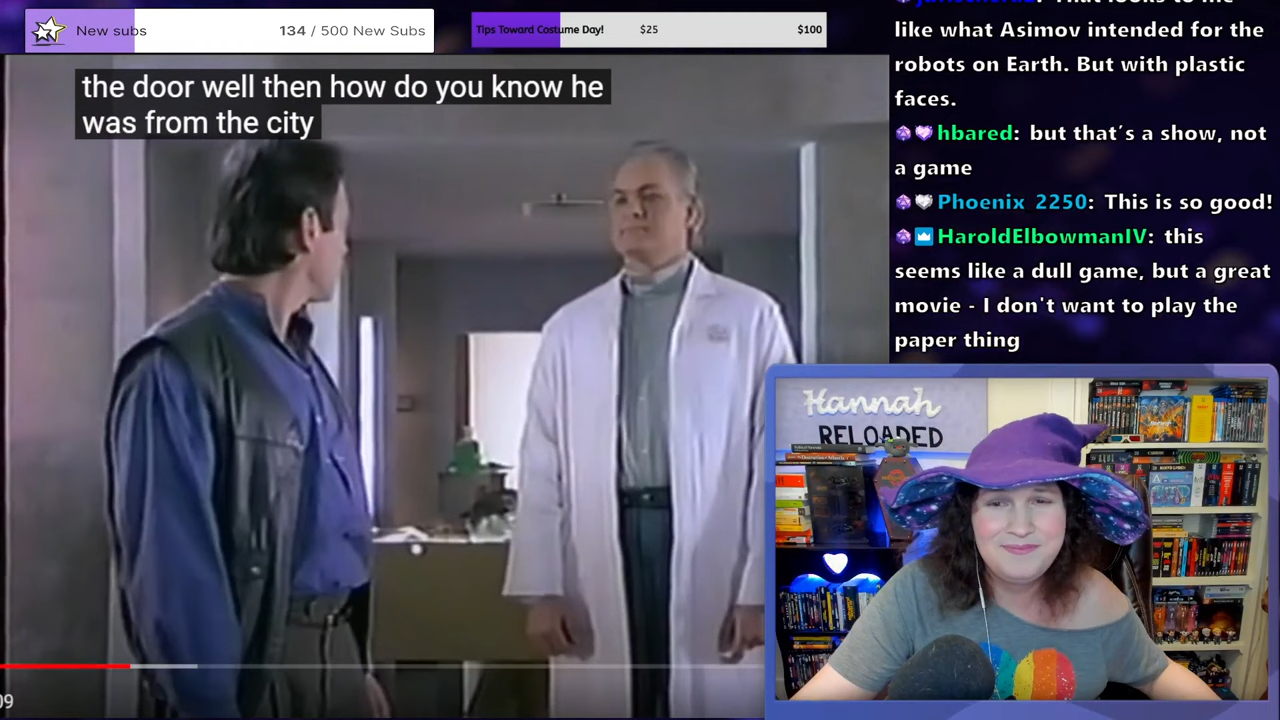 New subs
134 / 500 New Subs
Tips Toward Costume Day!
$25
$100
the door well then how do you know he
was from the city
like what Asimov intended for the
robots on Earth. But with plastic
faces.
hbared: but that's a show, not
a game
Phoenix_2250: This is so good!
HaroldElbowmanIV: this
seems like a dull game, but a great
movie - I don't want to play the
paper thing
Hannah
RELOADED
09